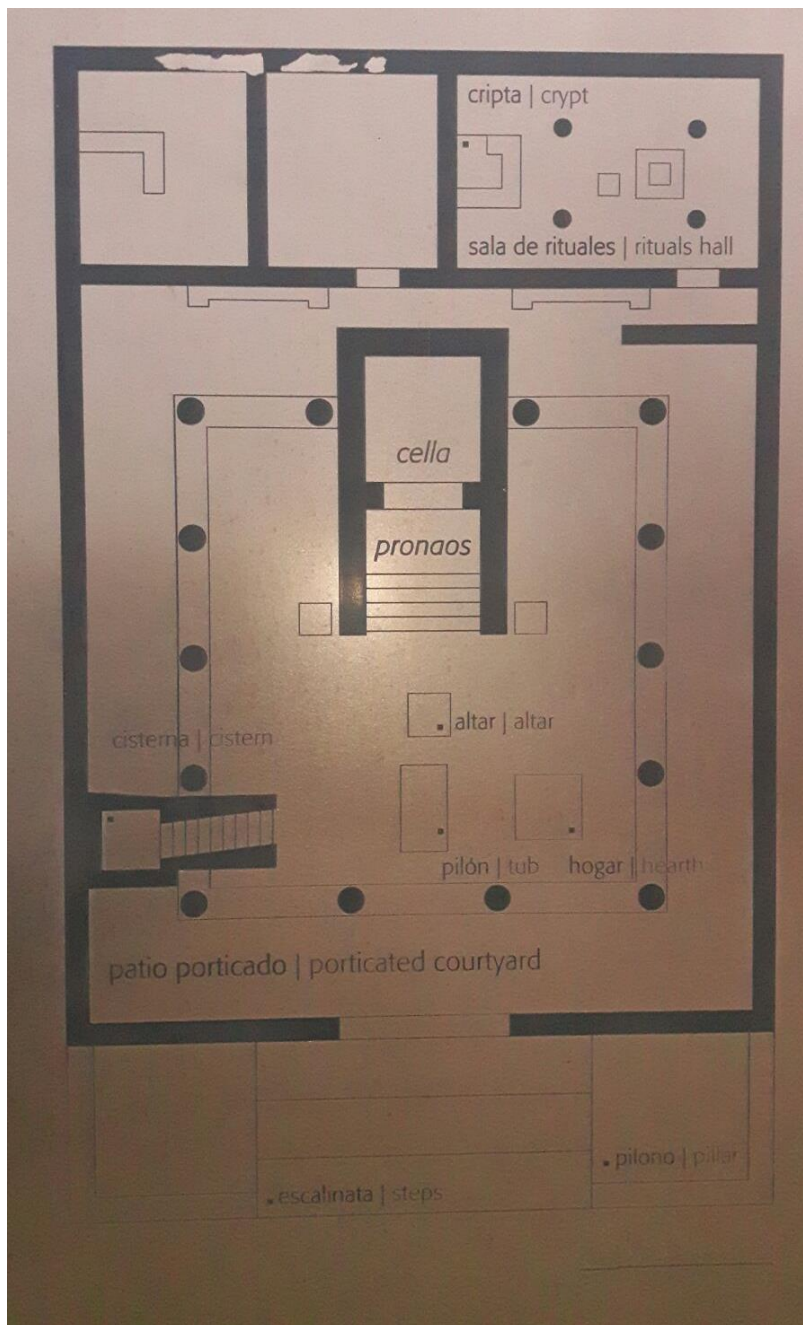 cripta | crypt
sala de rituales | rituals hall
cella
pronaos
altar | altar
cisterna | cistern
pilón | tub
hogar | hearth
patio porticado | porticated courtyard
pilono | pillar
escalinata | steps